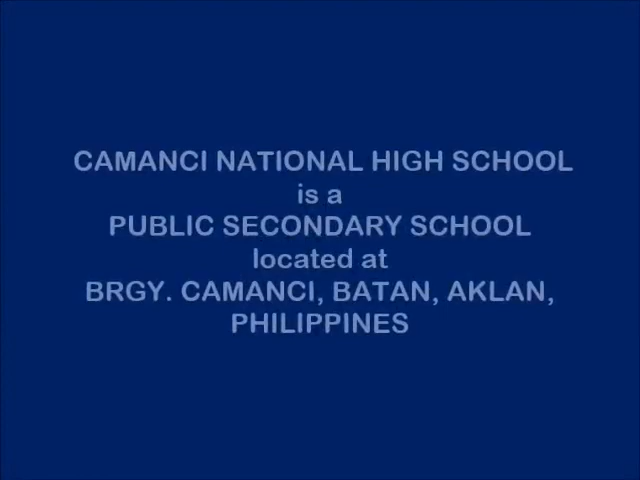 CAMANCI NATIONAL HIGH SCHOOL
is a
PUBLIC SECONDARY SCHOOL
located at
BRGY. CAMANCI, BATAN, AKLAN,
PHILIPPINES